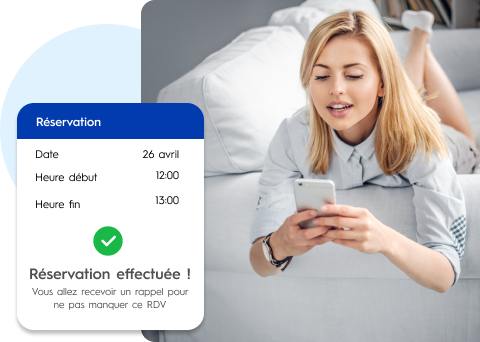 Réservation
Date 26 avril
Heure début 12:00
Heure fin 13:00
Réservation effectuée !
Vous allez recevoir un rappel pour
ne pas manquer ce RDV